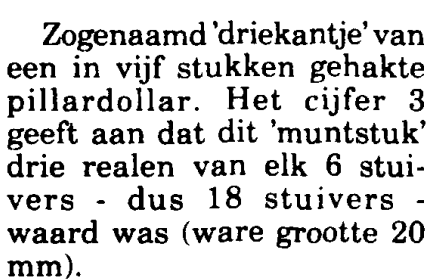 Zogenaamd 'driekantje' van
een in vijf stukken gehakte
pillardollar. Het cijfer 3
geeft aan dat dit 'muntstuk'
drie realen van elk 6 stui-
vers - dus 18 stuivers -
waard was (ware grootte 20
mm).